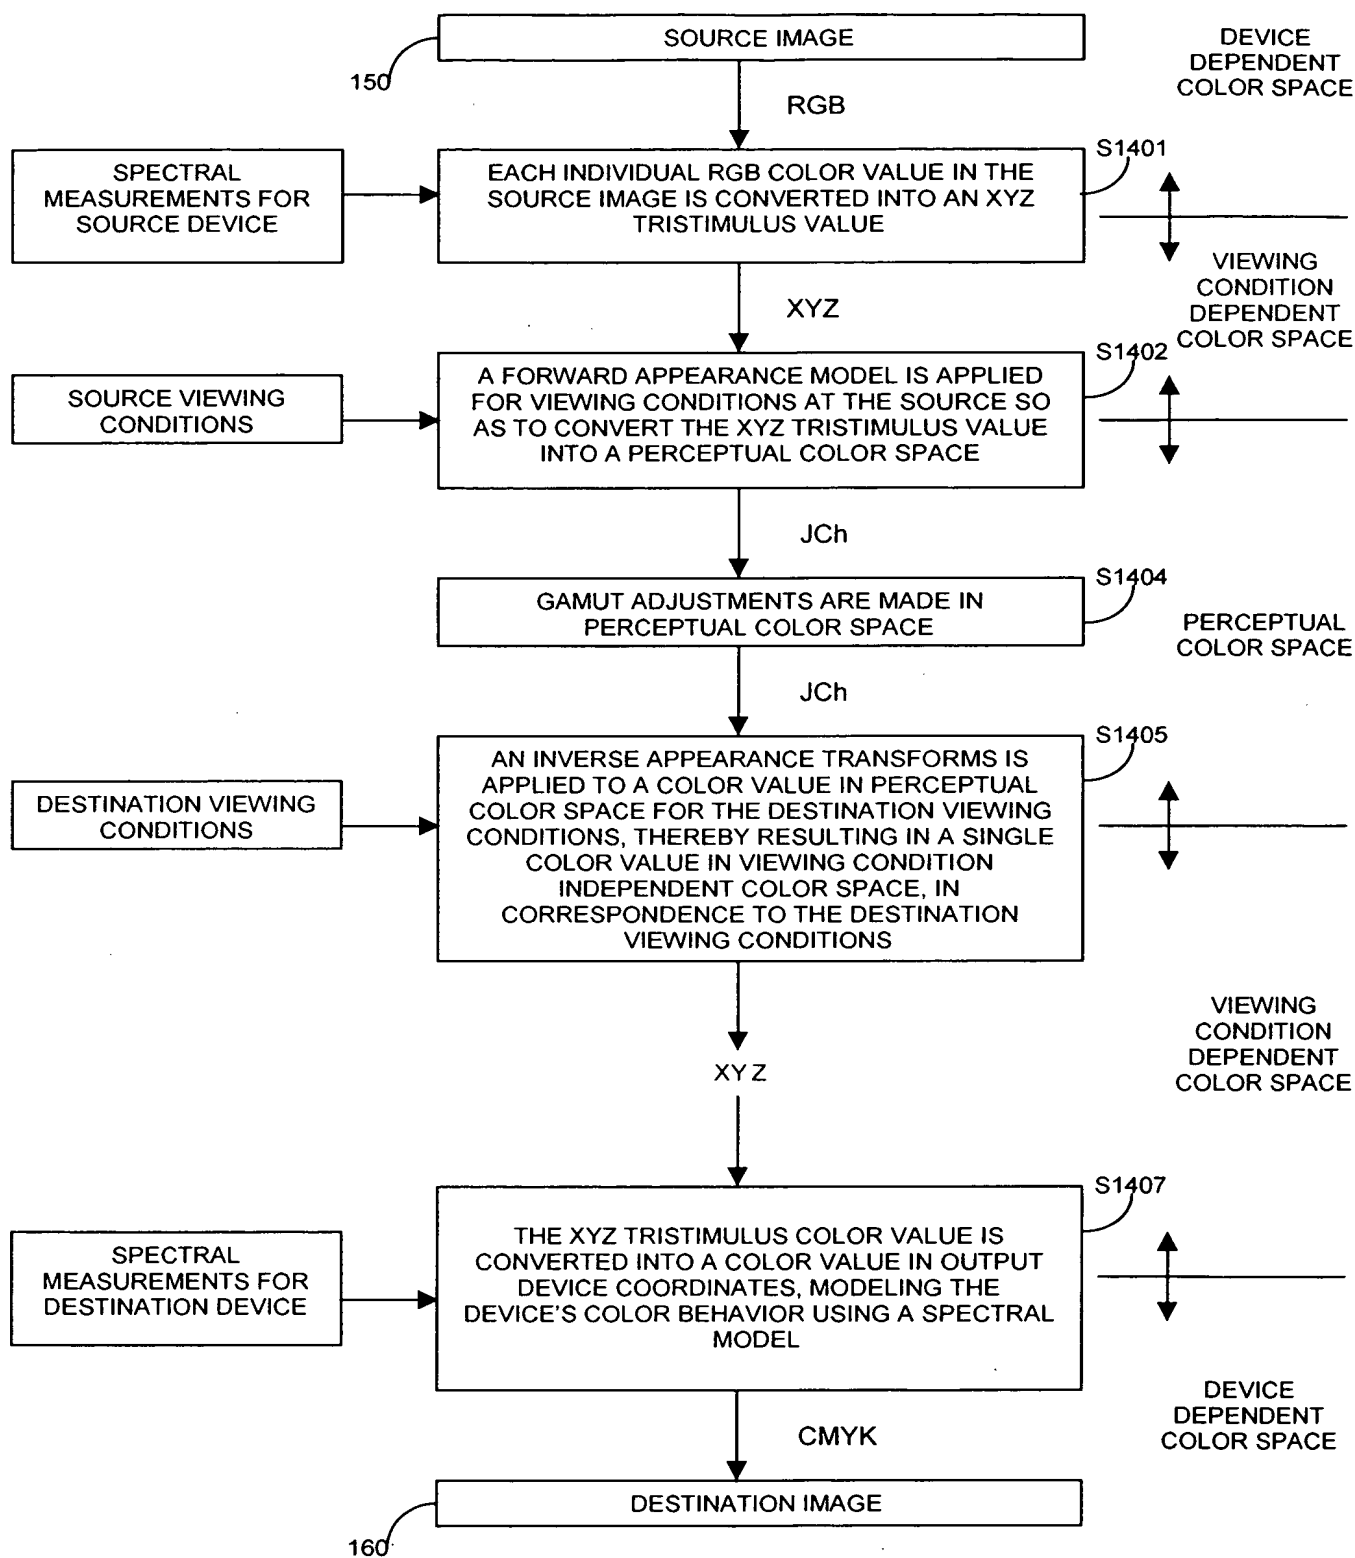 SOURCE IMAGE
150
DEVICE
DEPENDENT
COLOR SPACE
RGB
SPECTRAL
MEASUREMENTS FOR
SOURCE DEVICE
EACH INDIVIDUAL RGB COLOR VALUE IN THE
SOURCE IMAGE IS CONVERTED INTO AN XYZ
TRISTIMULUS VALUE
S1401
XYZ
VIEWING
CONDITION
DEPENDENT
COLOR SPACE
SOURCE VIEWING
CONDITIONS
A FORWARD APPEARANCE MODEL IS APPLIED
FOR VIEWING CONDITIONS AT THE SOURCE SO
AS TO CONVERT THE XYZ TRISTIMULUS VALUE
INTO A PERCEPTUAL COLOR SPACE
S1402
JCh
GAMUT ADJUSTMENTS ARE MADE IN
PERCEPTUAL COLOR SPACE
S1404
PERCEPTUAL
COLOR SPACE
JCh
DESTINATION VIEWING
CONDITIONS
AN INVERSE APPEARANCE TRANSFORMS IS
APPLIED TO A COLOR VALUE IN PERCEPTUAL
COLOR SPACE FOR THE DESTINATION VIEWING
CONDITIONS, THEREBY RESULTING IN A SINGLE
COLOR VALUE IN VIEWING CONDITION
INDEPENDENT COLOR SPACE, IN
CORRESPONDENCE TO THE DESTINATION
VIEWING CONDITIONS
S1405
XYZ
VIEWING
CONDITION
DEPENDENT
COLOR SPACE
SPECTRAL
MEASUREMENTS FOR
DESTINATION DEVICE
THE XYZ TRISTIMULUS COLOR VALUE IS
CONVERTED INTO A COLOR VALUE IN OUTPUT
DEVICE COORDINATES, MODELING THE
DEVICE'S COLOR BEHAVIOR USING A SPECTRAL
MODEL
S1407
CMYK
DEVICE
DEPENDENT
COLOR SPACE
DESTINATION IMAGE
160